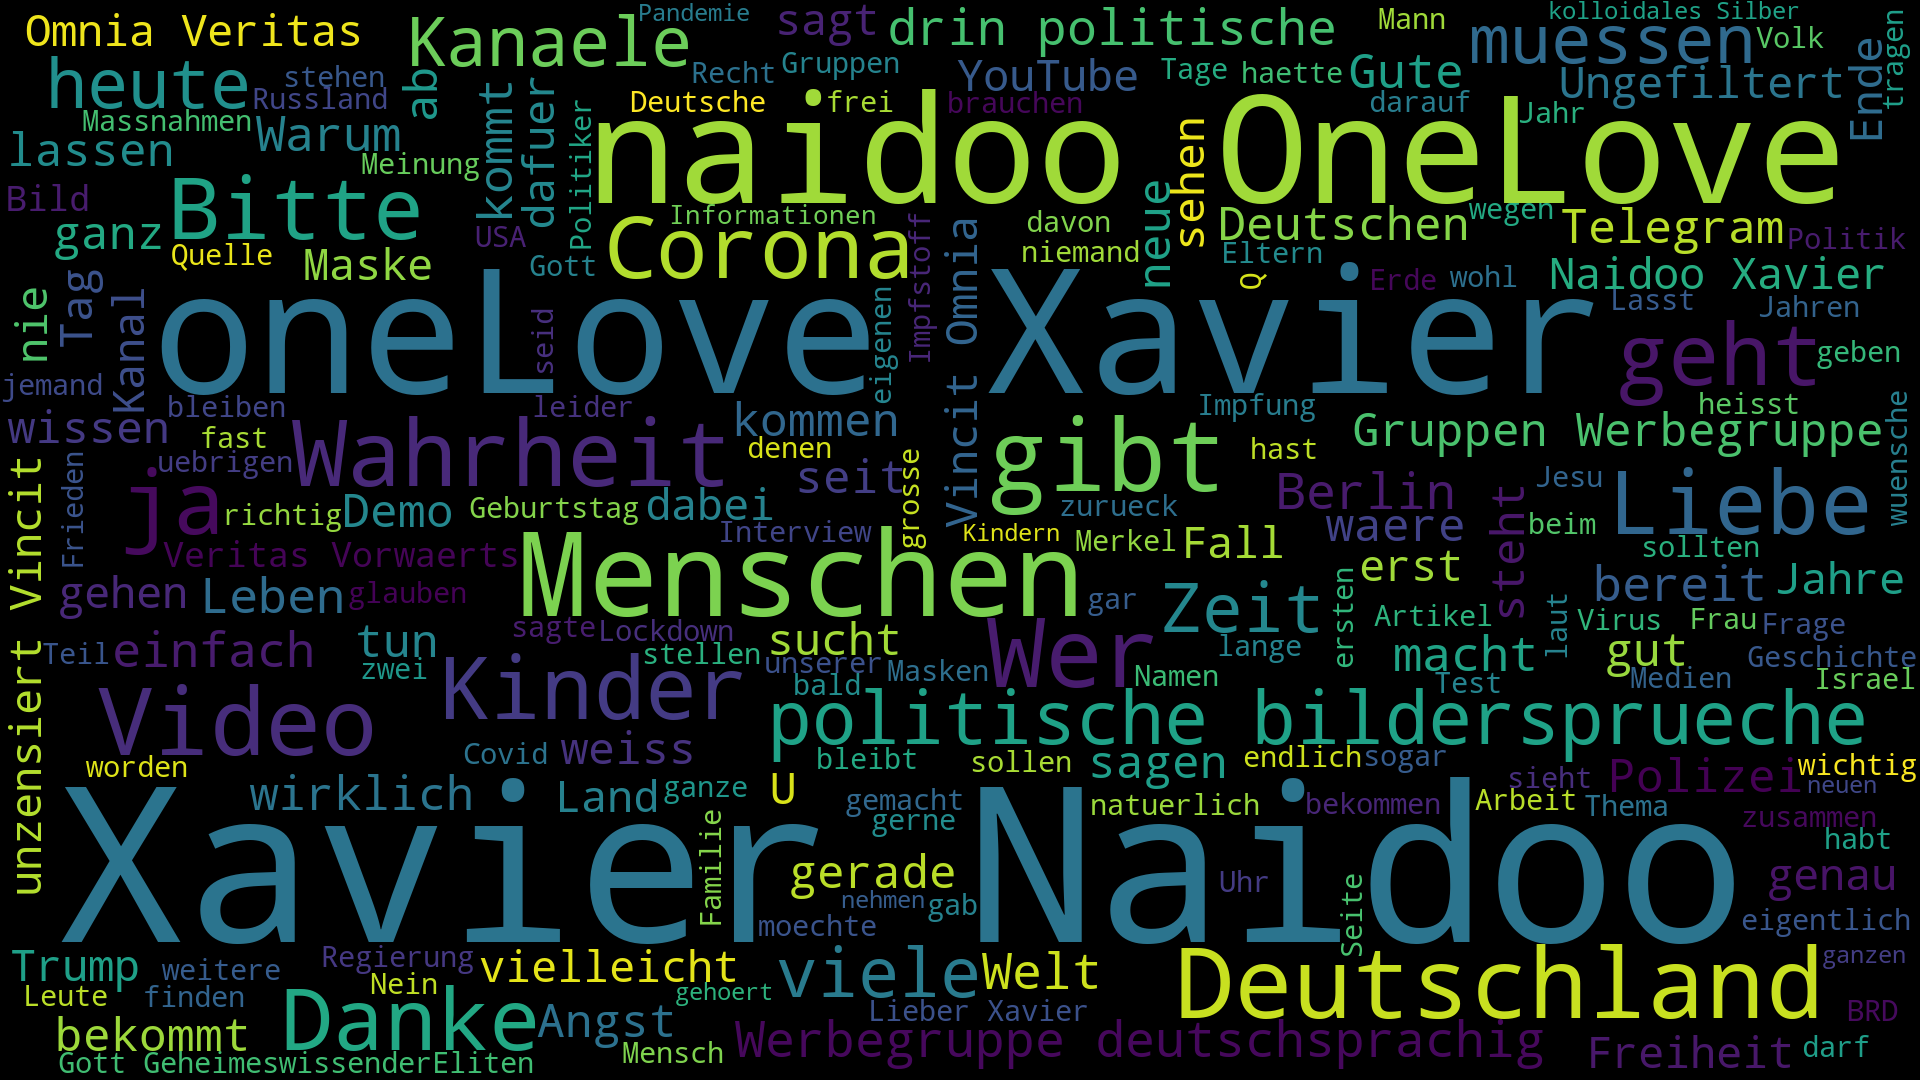 Omnia Veritas
Kanaele
Pandemie
sagt
drin politische
Mann
kolloidales Silber
muessen
Volk
tragen
heute
stehen
Russland
ab
kommt
dafuer
Recht
Gruppen
YouTube
Tage
haette
Gute
Ungefiltert
Ende
Massnahmen
Warum
Deutsche
frei
brauchen
darauf
Jahr
lassen
Meinung
Politiker
naidoo
OneLove
sehen
Bild
Bitte
Informationen
davon
neue
Deutschen
wegen
Telegram
Politik
ganz
USA
Corona
niemand
Eltern
Quelle
Maske
Gott
Impfstoff
Vincit Omnia
Q
Erde
wohl
Naidoo Xavier
nie
Tag
Kanal
oneLove
seid
eigenen
Xavier
Lasst
Jahren
geht
geben
jemand
bleiben
leider
kommen
Impfung
heisst
wuensche
wissen
fast
Wahrheit
denen
gibt
hast
Gruppen Werbegruppe
uebrigen
seit
grosse
Berlin
Jesu
Liebe
unzensiert Vincit
Frieden
ja
richtig
Demo
Geburtstag
dabei
zurueck
waere
steht
beim
Interview
Kindern
Merkel
Fall
sollten
Veritas Vorwaerts
Menschen
erst
bereit
Jahre
gehen
Leben
glauben
gar
Zeit
ersten
Artikel
laut
Virus
Frau
Frage
Teil
einfach
tun
zwei
sagte
Lockdown
sucht
Wer
lange
macht
gut
Geschichte
stellen
unserer
Masken
Namen
Test
Medien
Israel
Video
Kinder
bald
politische bildersprueche
Covid
weiss
bleibt
sollen
sagen
endlich
sogar
worden
sieht
Polizei
wichtig
neuen
wirklich
Land
ganze
U
gemacht
natuerlich
bekommen
Arbeit
Thema
zusammen
Xavier Naidoo
Familie
gerne
habt
gerade
Uhr
Seite
genau
nehmen
gab
moechte
eigentlich
Trump
weitere
Regierung
vielleicht
viele
Welt
Deutschland
ganzen
Leute
finden
Nein
gehoert
Danke
Angst
Lieber Xavier
BRD
bekommt
Werbegruppe deutschsprachig
Mensch
Freiheit
darf
Gott GeheimeswissenderEliten